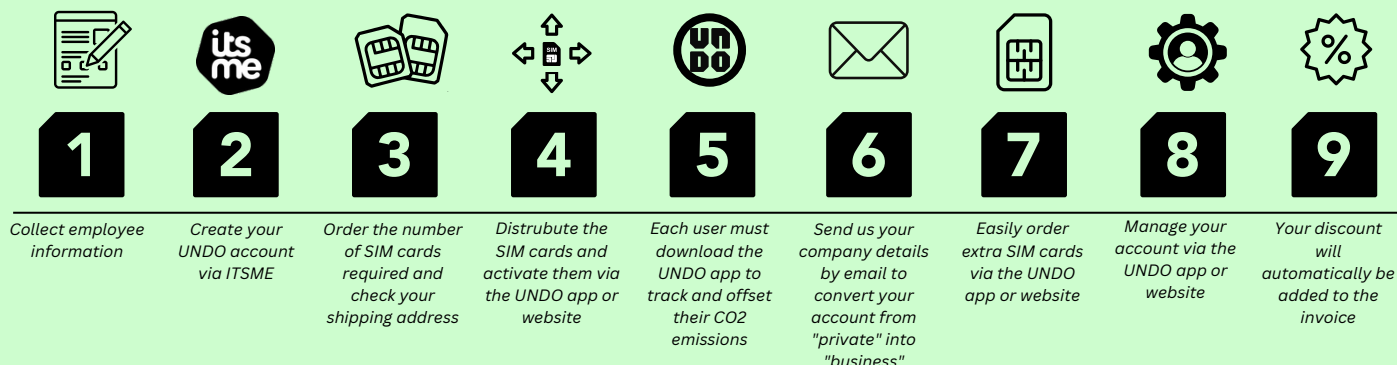 its
me
SIM
UN
DO
%
1
2
3
4
5
6
7
8
9
Collect employee
information
Create your
UNDO account
via ITSME
Order the number
of SIM cards
required and
check your
shipping address
Distrubute the
SIM cards and
activate them via
the UNDO app or
website
Each user must
download the
UNDO app to
track and offset
their CO2
emissions
Send us your
company details
by email to
convert your
account from
"private" into
"business"
Easily order
extra SIM cards
via the UNDO
app or website
Manage your
account via the
UNDO app or
website
Your discount
will
automatically be
added to the
invoice